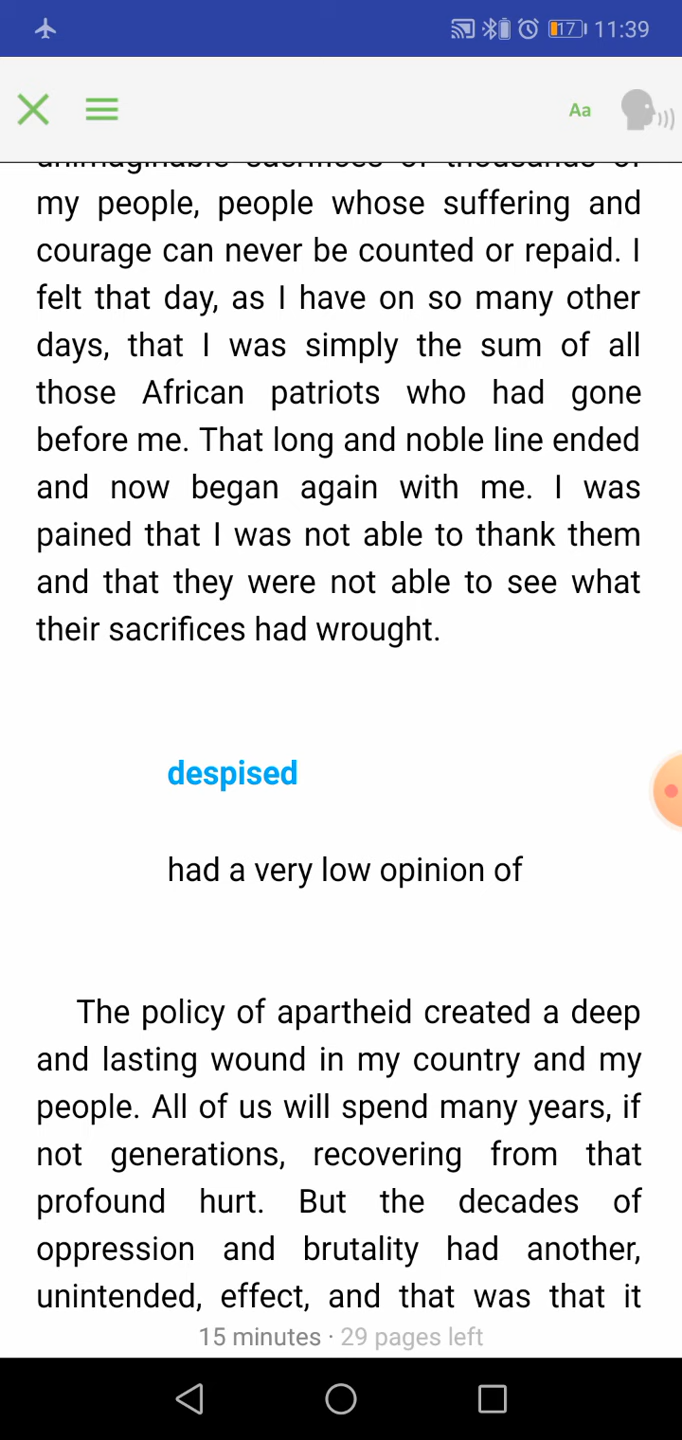 17 11:39
Aa
unimaginable sacrifices of thousands of
my people, people whose suffering and
courage can never be counted or repaid. I
felt that day, as I have on so many other
days, that I was simply the sum of all
those African patriots who had gone
before me. That long and noble line ended
and now began again with me. I was
pained that I was not able to thank them
and that they were not able to see what
their sacrifices had wrought.
despised
had a very low opinion of
The policy of apartheid created a deep
and lasting wound in my country and my
people. All of us will spend many years, if
not generations, recovering from that
profound hurt. But the decades of
oppression and brutality had another,
unintended, effect, and that was that it
15 minutes · 29 pages left